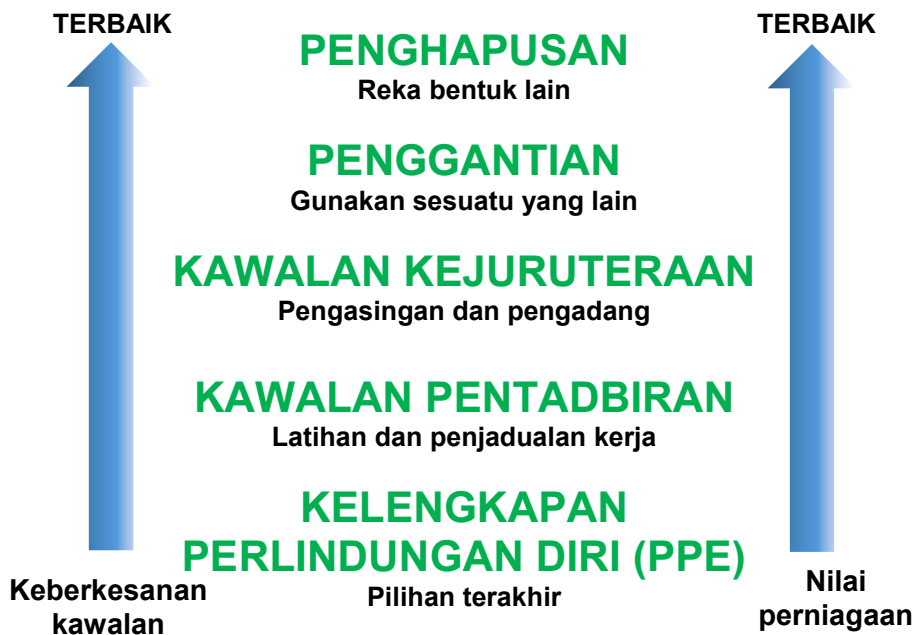 TERBAIK
TERBAIK
PENGHAPUSAN
Reka bentuk lain
PENGGANTIAN
Gunakan sesuatu yang lain
KAWALAN KEJURUTERAAN
Pengasingan dan pengadang
KAWALAN PENTADBIRAN
Latihan dan penjadualan kerja
KELENGKAPAN
PERLINDUNGAN DIRI (PPE)
Pilihan terakhir
Keberkesanan
kawalan
Nilai
perniagaan